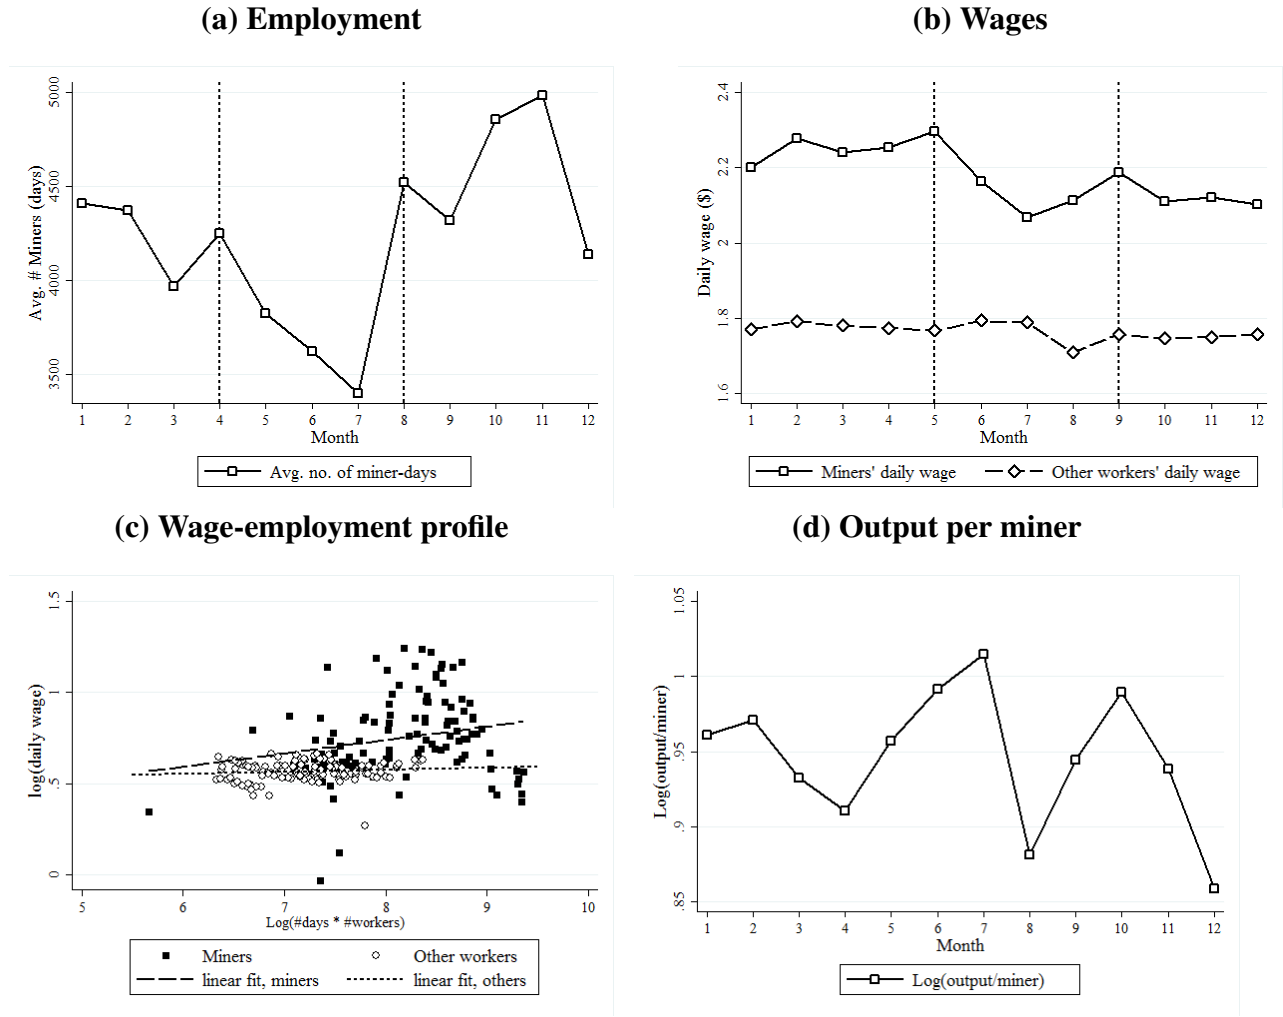 (a) Employment
(b) Wages
Avg. # Miners (days)
5000
4500
4000
3500
1 2 3 4 5 6 7 8 9 10 11 12
Month
Avg. no. of miner-days
Daily wage ($)
2.4
2.2
2
1.8
1.6
1 2 3 4 5 6 7 8 9 10 11 12
Month
Miners' daily wage Other workers' daily wage
(c) Wage-employment profile
(d) Output per miner
log(daily wage)
1.5
1
.5
0
5 6 7 8 9 10
Log(#days * #workers)
Miners Other workers
linear fit, miners linear fit, others
Log(output/miner)
1.05
1
.95
.9
.85
1 2 3 4 5 6 7 8 9 10 11 12
Month
Log(output/miner)